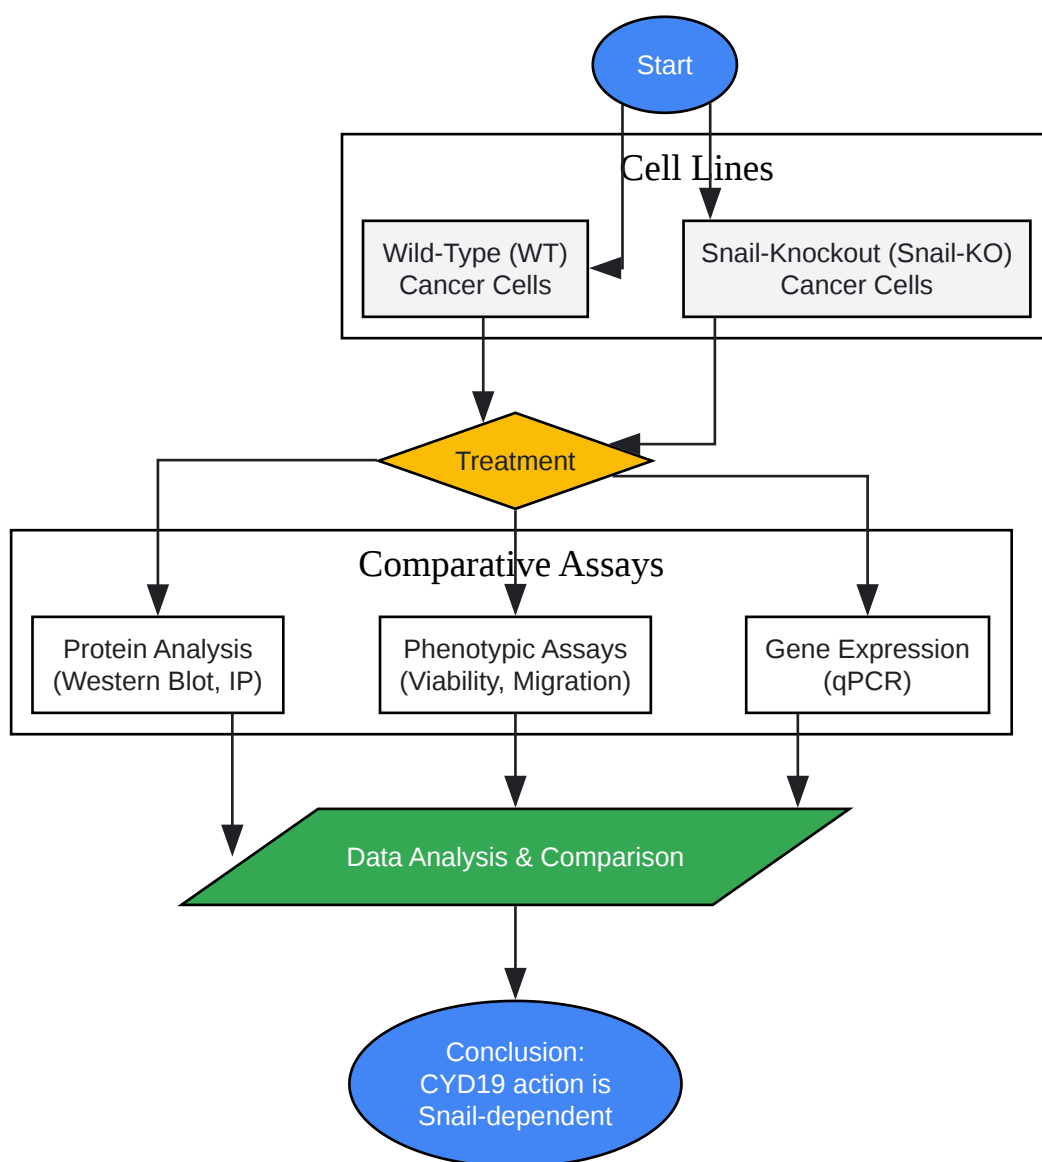 Start
Cell Lines
Wild-Type (WT)
Cancer Cells
Snail-Knockout (Snail-KO)
Cancer Cells
Treatment
Comparative Assays
Protein Analysis
(Western Blot, IP)
Phenotypic Assays
(Viability, Migration)
Gene Expression
(qPCR)
Data Analysis & Comparison
Conclusion:
CYD19 action is
Snail-dependent